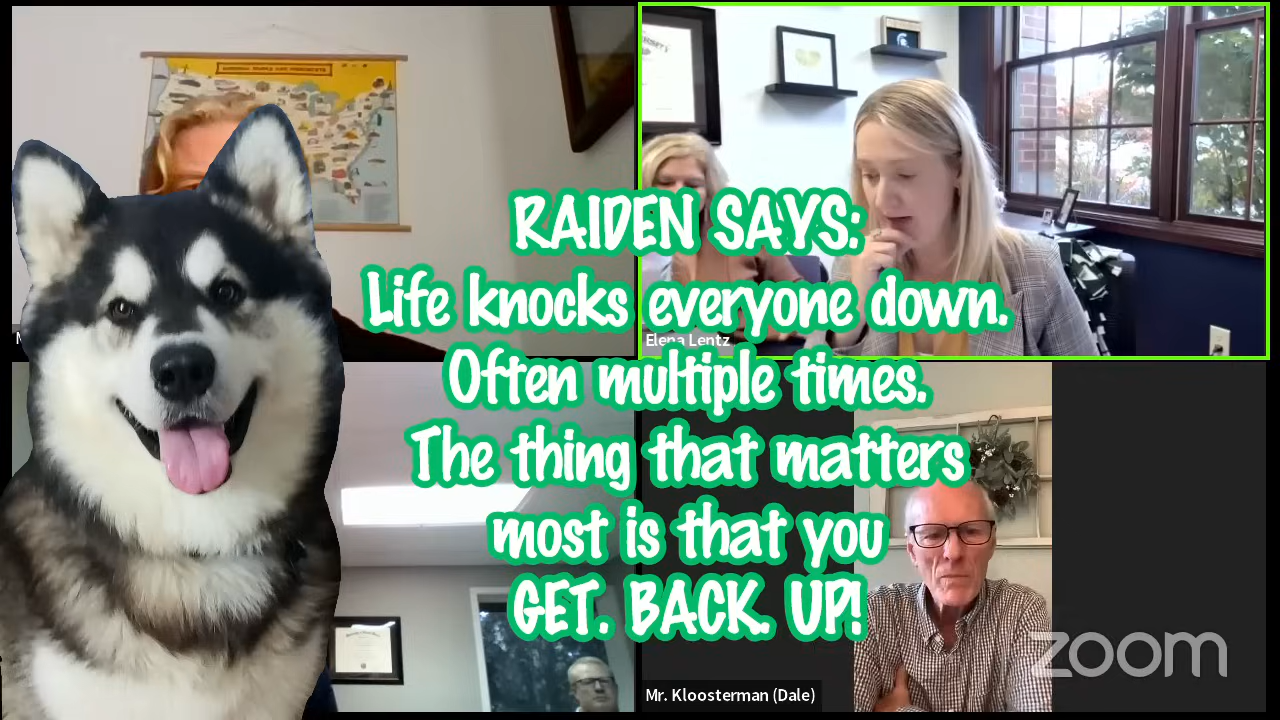 RAIDEN SAYS:
Life knocks everyone down.
Elena Lentz
Often multiple times.
The thing that matters
most is that you
GET. BACK. UP!
zoom
Mr. Kloosterman (Dale)